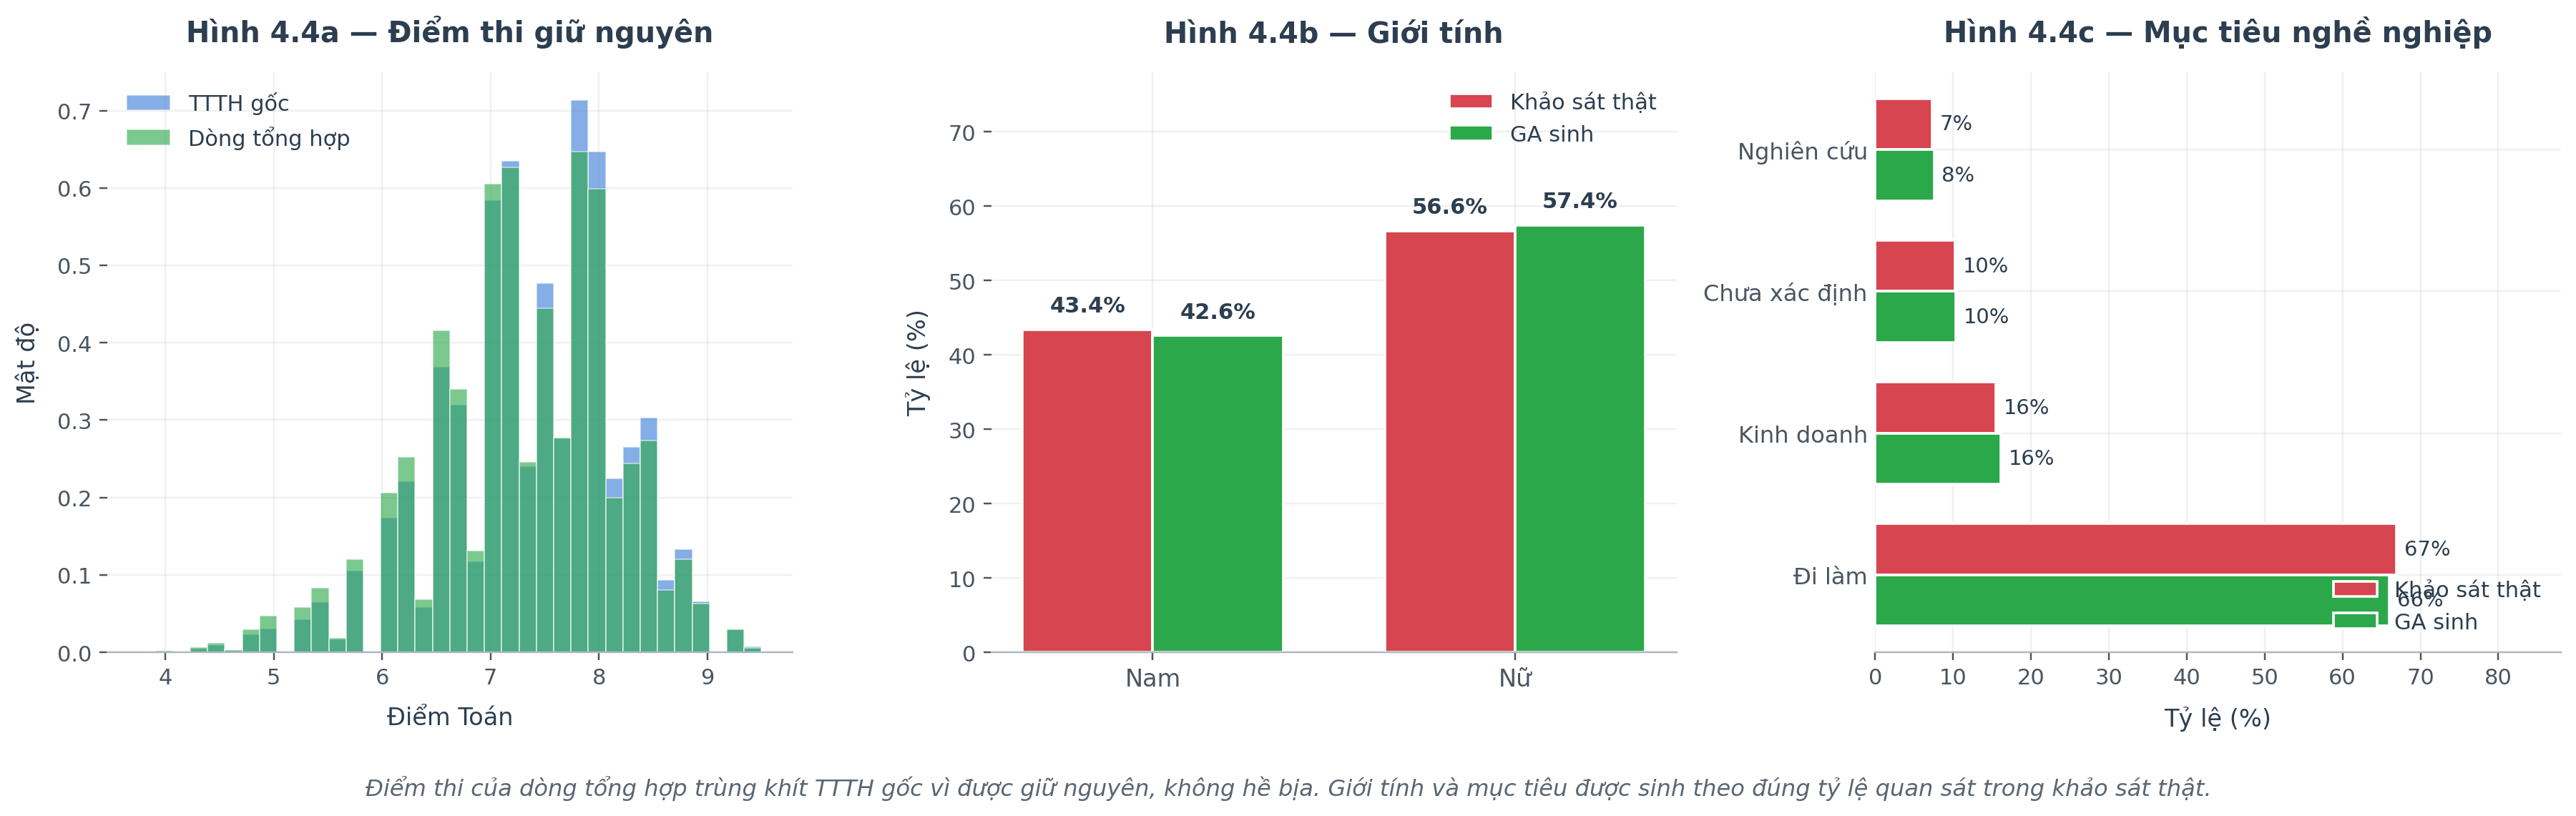 Hình 4.4a — Điểm thi giữ nguyên
TTTH gốc
Dòng tổng hợp
0.7
0.6
0.5
0.4
0.3
0.2
0.1
0.0
Mật độ
4 5 6 7 8 9
Điểm Toán
Hình 4.4b — Giới tính
Khảo sát thật
GA sinh
70
60
50
40
30
20
10
0
Tỷ lệ (%)
43.4% 42.6% 56.6% 57.4%
Nam Nữ
Hình 4.4c — Mục tiêu nghề nghiệp
Nghiên cứu
7%
8%
Chưa xác định
10%
10%
Kinh doanh
16%
16%
Đi làm
67%
66%
Khảo sát thật
GA sinh
0 10 20 30 40 50 60 70 80
Tỷ lệ (%)
Điểm thi của dòng tổng hợp trùng khít TTTH gốc vì được giữ nguyên, không hề bịa. Giới tính và mục tiêu được sinh theo đúng tỷ lệ quan sát trong khảo sát thật.